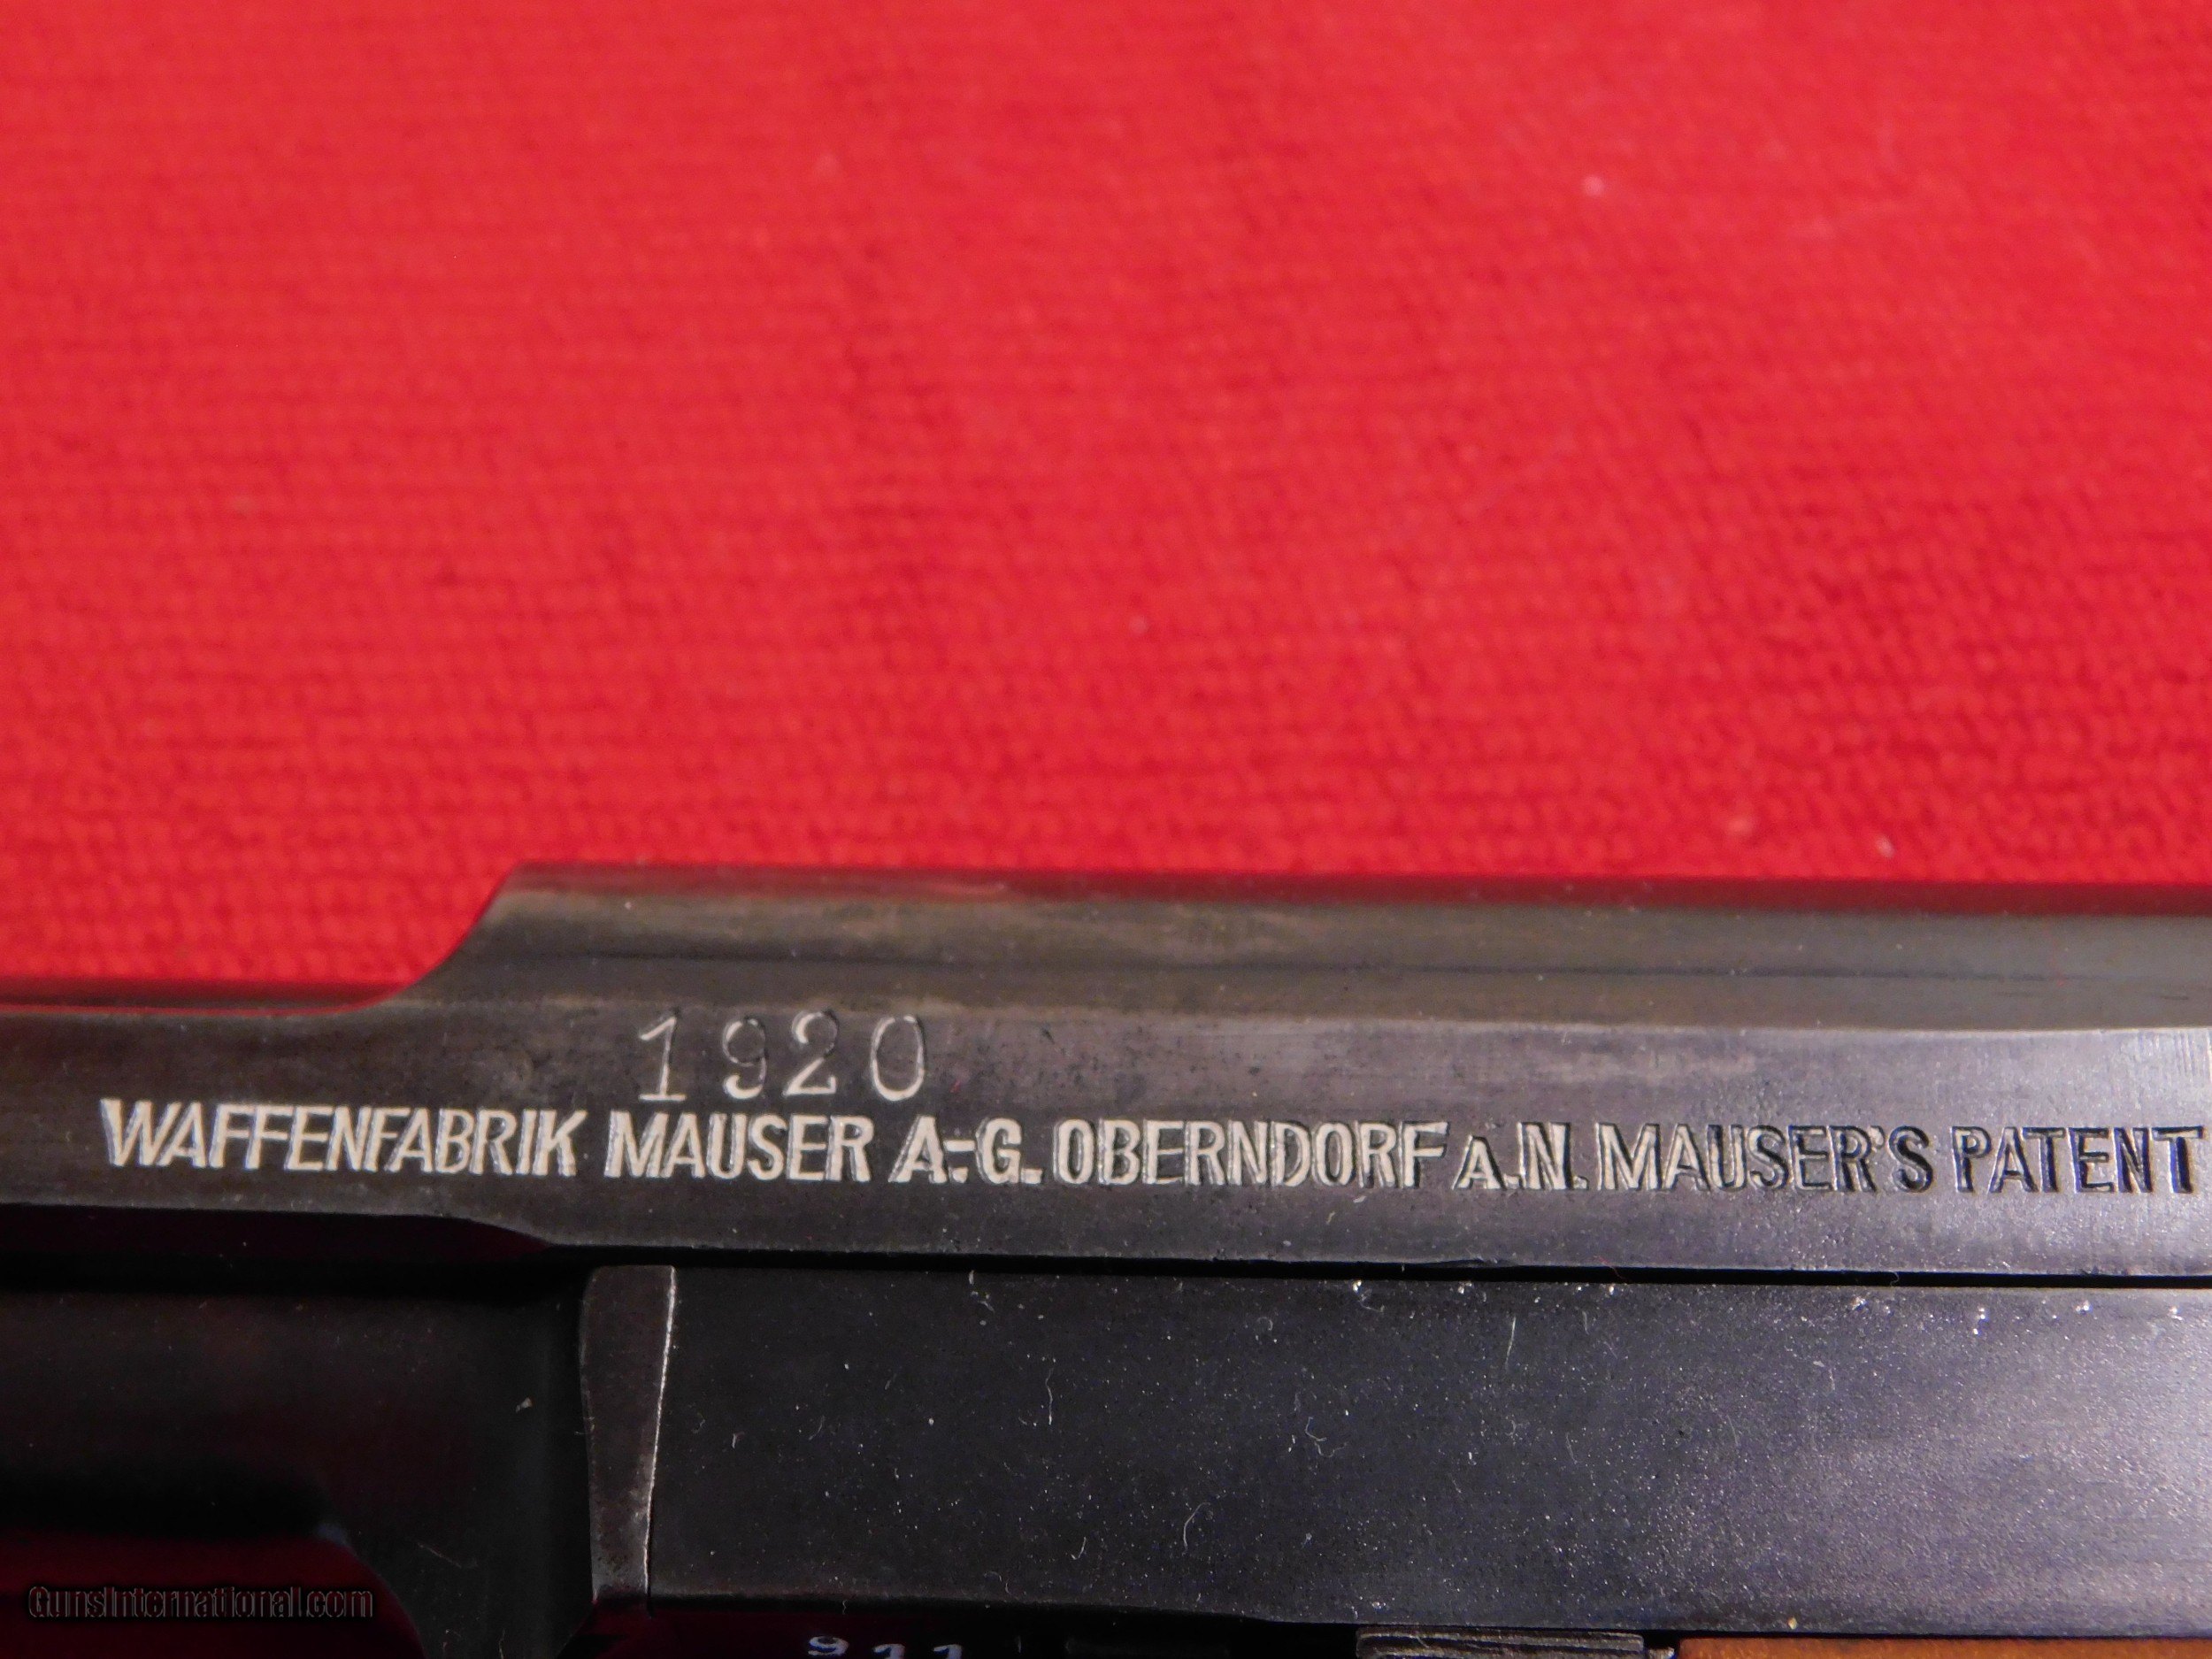 1920
WAFFENFABRIK MAUSER A.-G. OBERNDORF A.N. MAUSER'S PATENT
GunsInternational.com